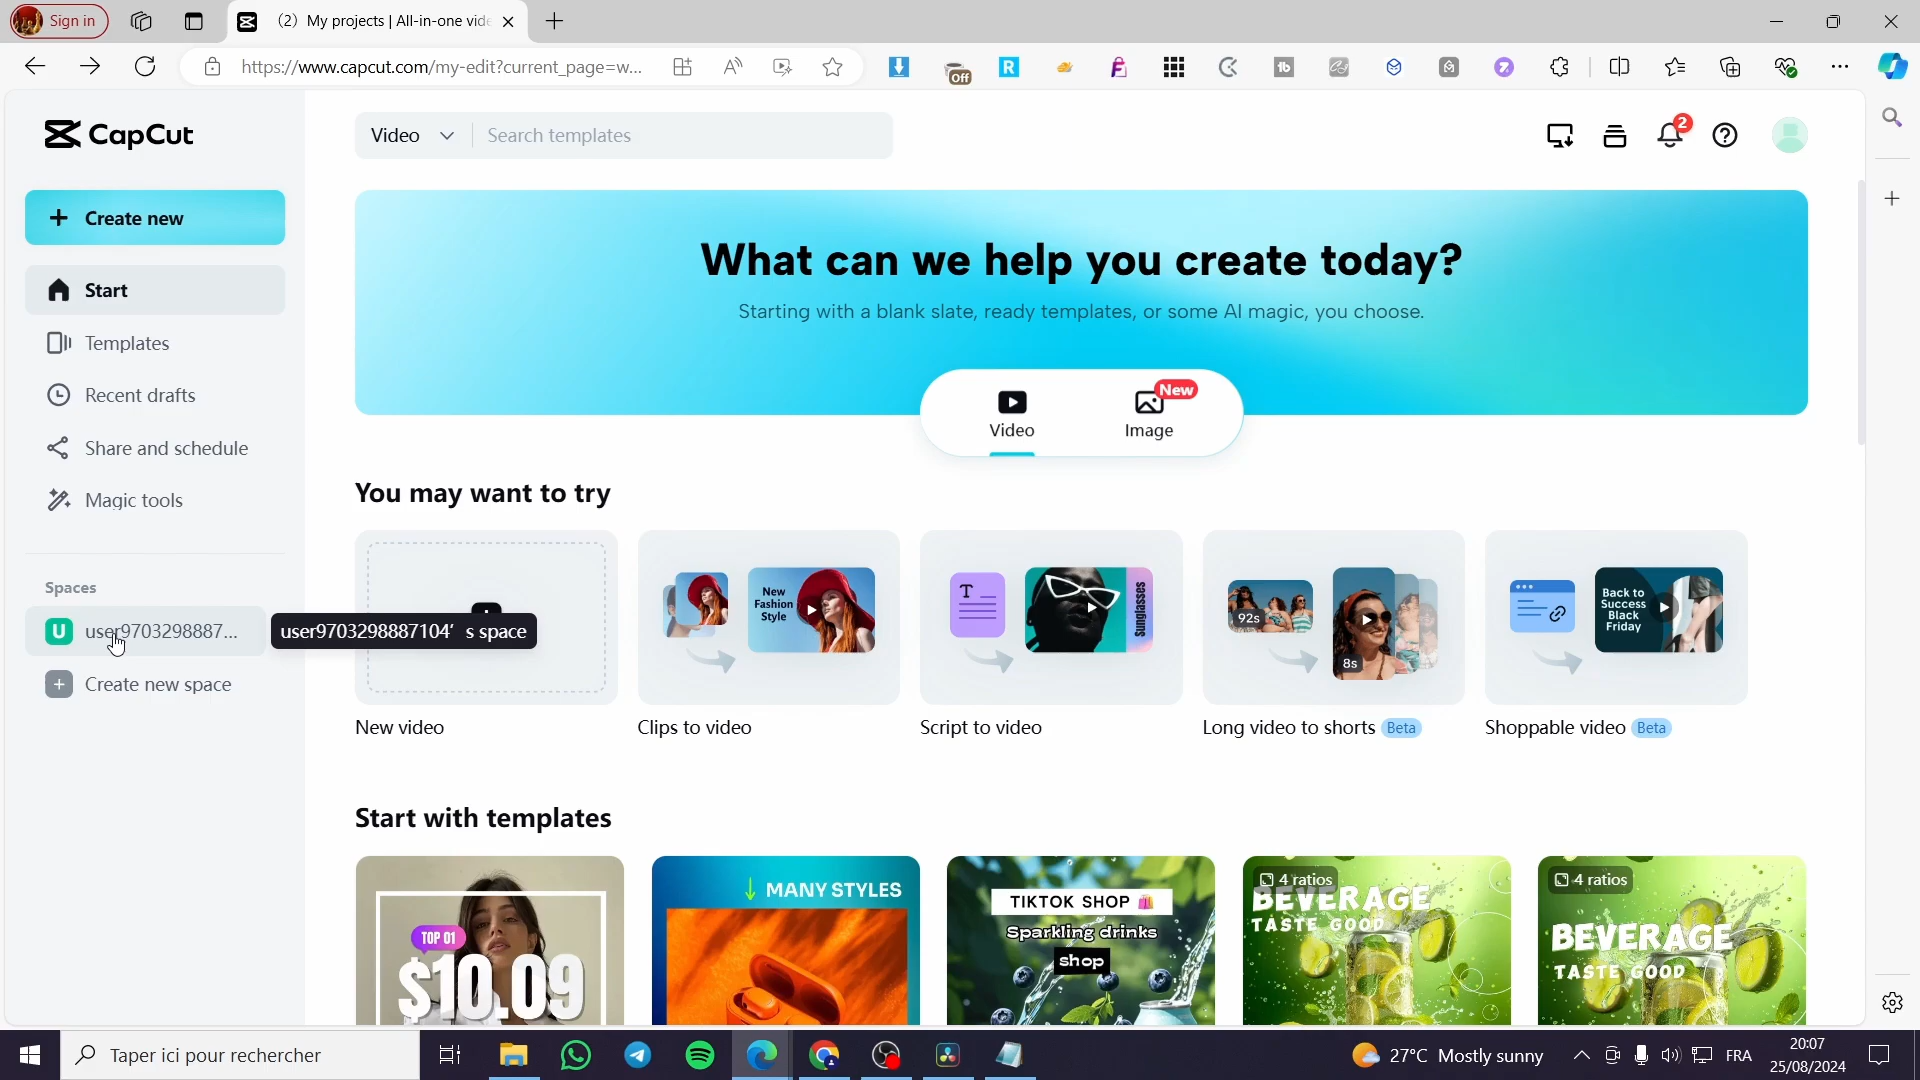 Sign in
(2) My projects | All-in-one vide
https://www.capcut.com/my-edit?current_page=w...
Off
CapCut
Video
Search templates
2
Create new
Start
Templates
Recent drafts
Share and schedule
Magic tools
Spaces
U user9703298887...
user9703298887104's space
Create new space
What can we help you create today?
Starting with a blank slate, ready templates, or some AI magic, you choose.
Video
Image
New
You may want to try
New Fashion Style
T
Sunglasses
92s
8s
Back to Success Black Friday
New video
Clips to video
Script to video
Long video to shorts Beta
Shoppable video Beta
Start with templates
TOP 01
$10.09
MANY STYLES
TIKTOK SHOP
Sparkling drinks
shop
4 ratios
BEVERAGE
TASTE GOOD
4 ratios
BEVERAGE
TASTE GOOD
Taper ici pour rechercher
27°C Mostly sunny
FRA
20:07
25/08/2024